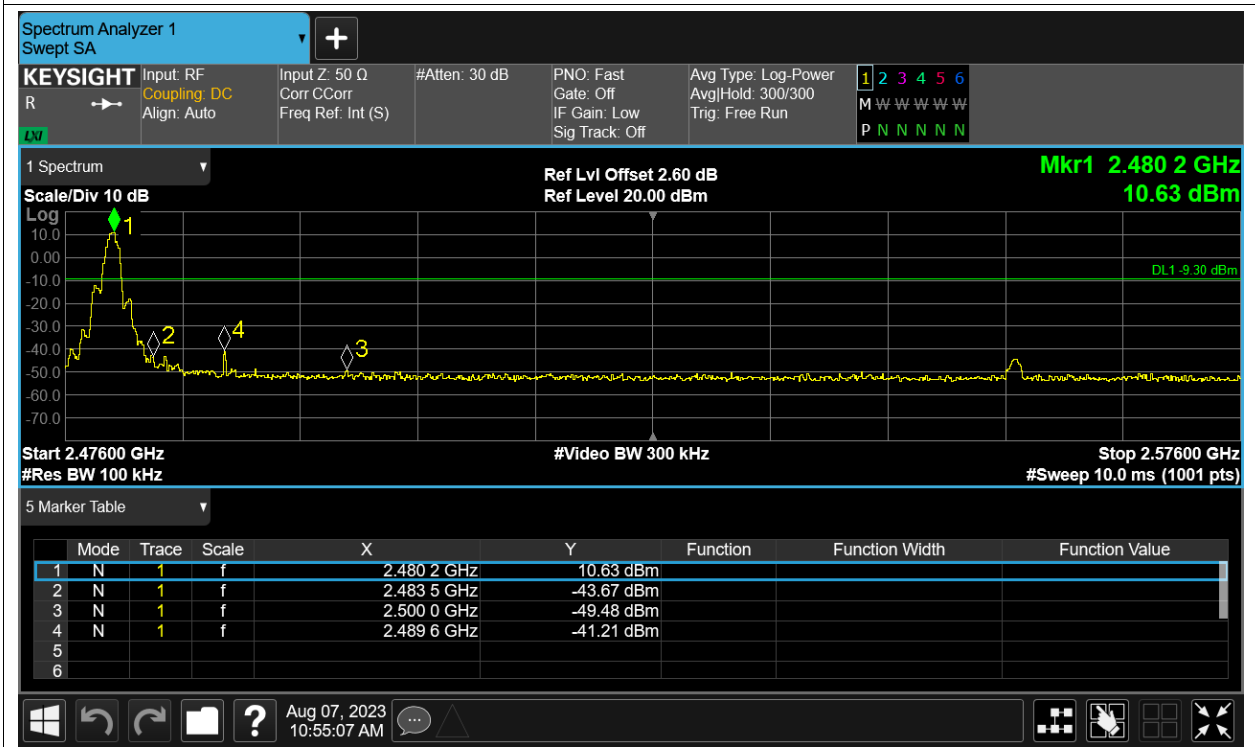 Spectrum Analyzer 1
Swept SA
KEYSIGHT
R
LXI
Input: RF
Coupling: DC
Align: Auto
Input Z: 50 Ω
Corr CCorr
Freq Ref: Int (S)
#Atten: 30 dB
PNO: Fast
Gate: Off
IF Gain: Low
Sig Track: Off
Avg Type: Log-Power
Avg|Hold: 300/300
Trig: Free Run
1 2 3 4 5 6
M W W W W W
P N N N N N
1 Spectrum
Scale/Div 10 dB
Ref Lvl Offset 2.60 dB
Ref Level 20.00 dBm
Mkr1 2.480 2 GHz
10.63 dBm
Log
10.0
0.00
-10.0
-20.0
-30.0
-40.0
-50.0
-60.0
-70.0
1
2
4
3
DL1 -9.30 dBm
Start 2.47600 GHz
#Video BW 300 kHz
Stop 2.57600 GHz
#Res BW 100 kHz
#Sweep 10.0 ms (1001 pts)
5 Marker Table
Mode Trace Scale X Y Function Function Width Function Value
1 N 1 f 2.480 2 GHz 10.63 dBm
2 N 1 f 2.483 5 GHz -43.67 dBm
3 N 1 f 2.500 0 GHz -49.48 dBm
4 N 1 f 2.489 6 GHz -41.21 dBm
5
6
?
Aug 07, 2023
10:55:07 AM